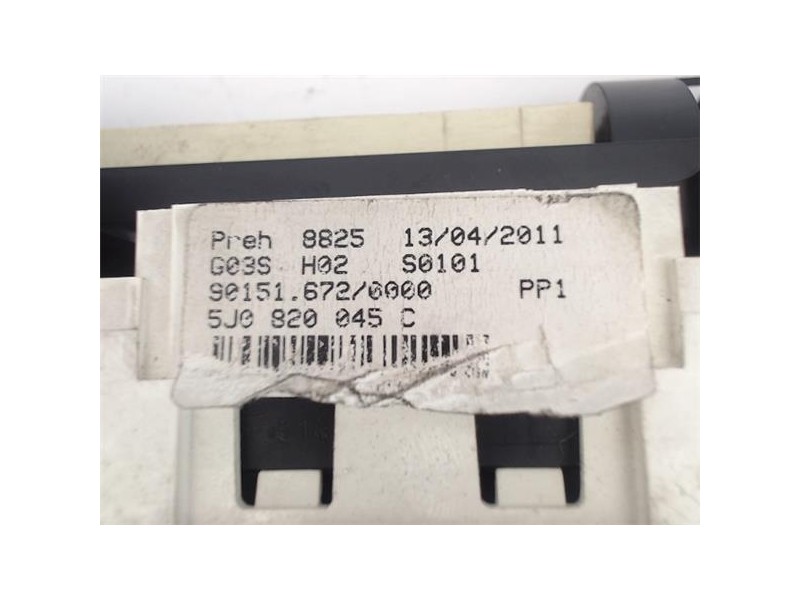 Preh 8825 13/04/2011
G03S H02 S0101
90151.672/0000 PP1
5J0 820 045 C